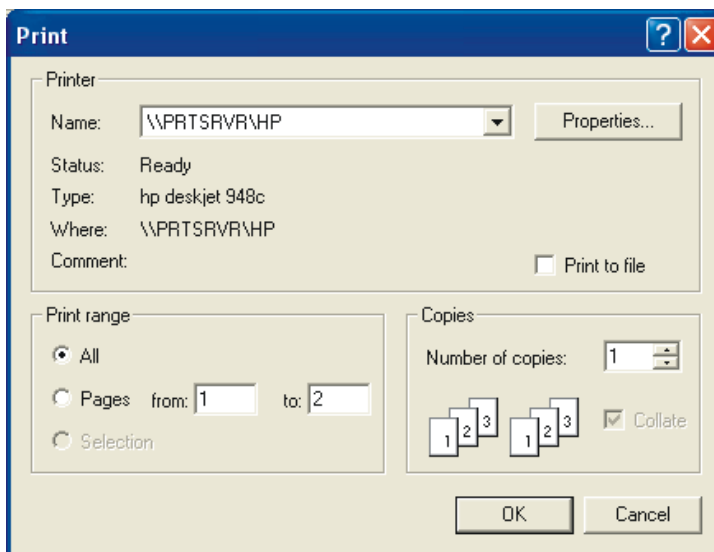 Print
Printer
Name: \\PRTSRVR\HP Properties...
Status: Ready
Type: hp deskjet 948c
Where: \\PRTSRVR\HP
Comment: Print to file
Print range
All
Pages from: 1 to: 2
Selection
Copies
Number of copies: 1
1 2 3 1 2 3 Collate
OK Cancel